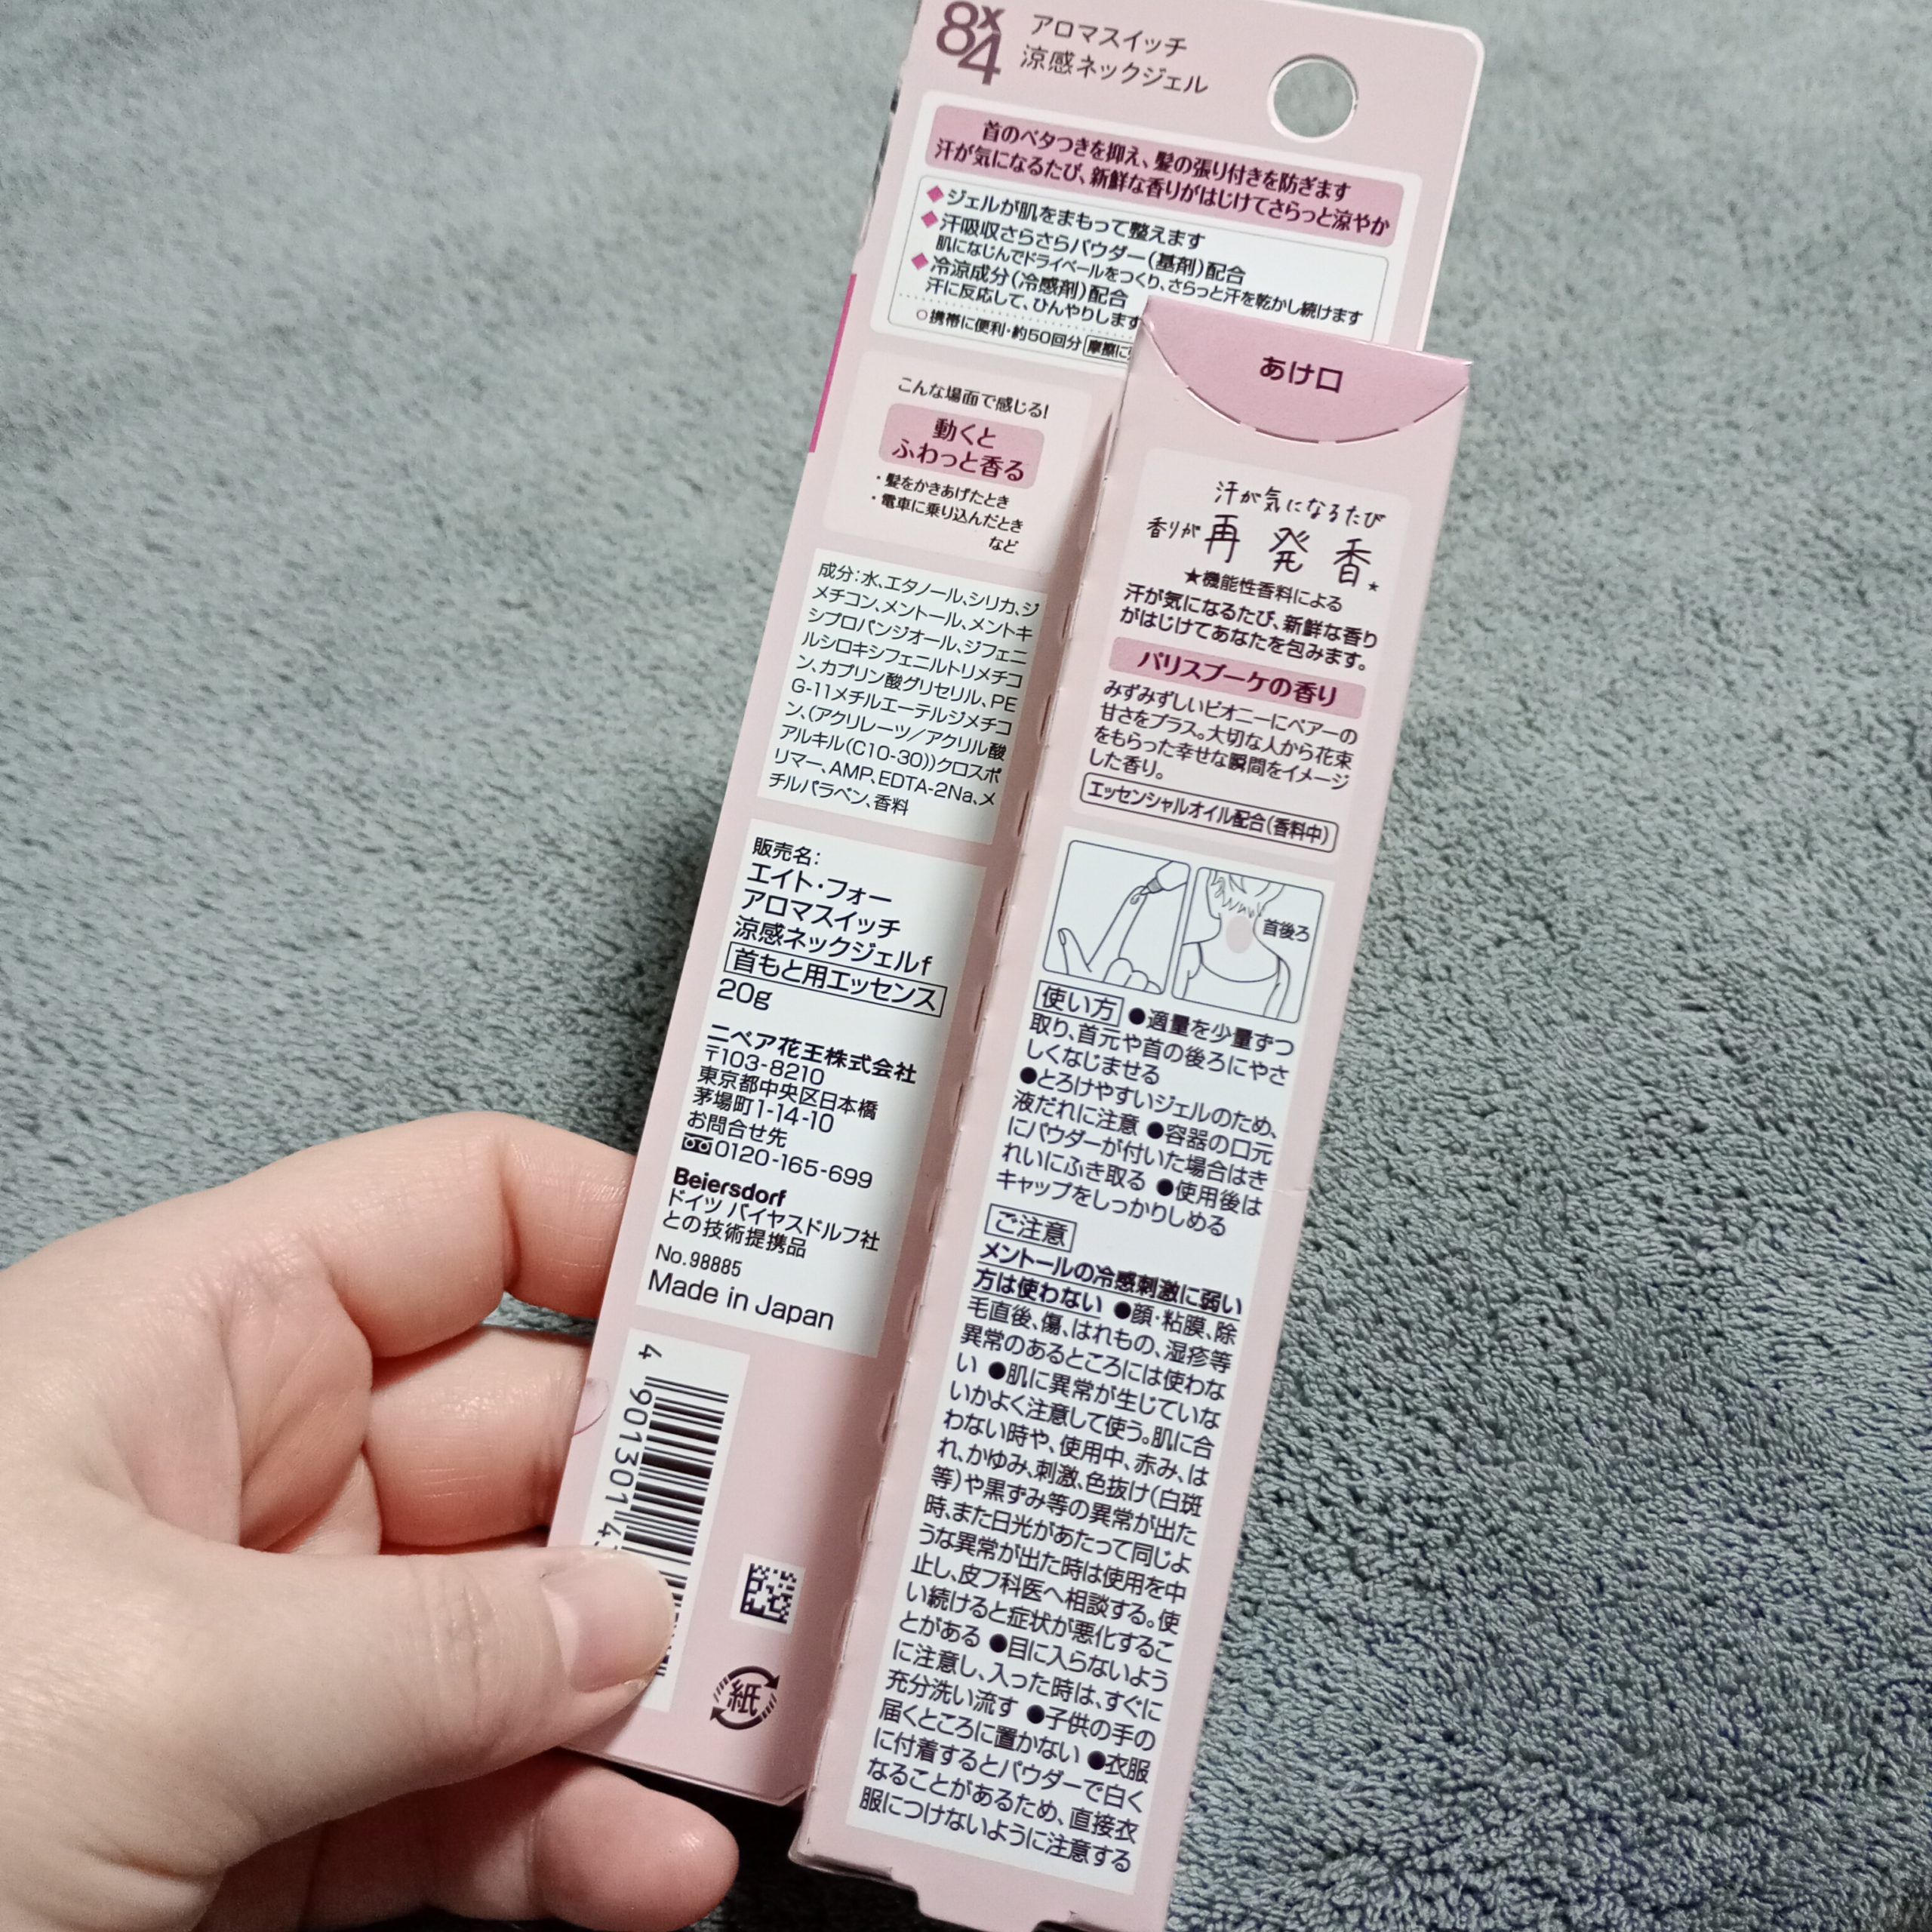 8x4
アロマスイッチ
涼感ネックジェル
首のベタつきを抑え、髪の張り付きを防ぎます
汗が気になるたび、新鮮な香りがはじけてさらっと涼やか
◆ジェルが肌をまもって整えます
◆汗吸収さらさらパウダー(基剤)配合
肌になじんでドライベールをつくり、さらっと汗を乾かし続けます
◆冷涼成分(冷感剤)配合
汗に反応して、ひんやりします
○携帯に便利・約50回分 摩擦に
こんな場面で感じる!
動くと
ふわっと香る
・髪をかきあげたとき
・電車に乗り込んだとき
など
成分:水、エタノール、シリカ、ジ
メチコン、メントール、メントキ
シプロパンジオール、ジフェニ
ルシロキシフェニルトリメチコ
ン、カプリン酸グリセリル、PE
G-11メチルエーテルジメチコ
ン、(アクリレーツ/アクリル酸
アルキル(C10-30))クロスポ
リマー、AMP、EDTA-2Na、メ
チルパラベン、香料
販売名:
エイト・フォー
アロマスイッチ
涼感ネックジェルf
首もと用エッセンス
20g
ニベア花王株式会社
〒103-8210
東京都中央区日本橋
茅場町1-14-10
お問合せ先
0120-165-699
Beiersdorf
ドイツ バイヤスドルフ社
との技術提携品
No.98885
Made in Japan
4 901301 4
紙
あけ口
汗が気になるたび
香りが再発香★
★機能性香料による
汗が気になるたび、新鮮な香り
がはじけてあなたを包みます。
パリスブーケの香り
みずみずしいピオニーにペアーの
甘さをプラス。大切な人から花束
をもらった幸せな瞬間をイメージ
した香り。
エッセンシャルオイル配合(香料中)
首後ろ
使い方 ●適量を少量ずつ
取り、首元や首の後ろにやさ
しくなじませる
●とろけやすいジェルのため、
液だれに注意 ●容器の口元
にパウダーが付いた場合はき
れいにふき取る ●使用後は
キャップをしっかりしめる
ご注意
メントールの冷感刺激に弱い
方は使わない ●顔・粘膜、除
毛直後、傷、はれもの、湿疹等
異常のあるところには使わな
い ●肌に異常が生じていな
いかよく注意して使う。肌に合
わない時や、使用中、赤み、は
れ、かゆみ、刺激、色抜け(白斑
等)や黒ずみ等の異常が出た
時、また日光があたって同じよ
うな異常が出た時は使用を中
止し、皮フ科医へ相談する。使
い続けると症状が悪化するこ
とがある ●目に入らないよう
に注意し、入った時は、すぐに
充分洗い流す ●子供の手の
届くところに置かない ●衣服
に付着するとパウダーで白く
なることがあるため、直接衣
服につけないように注意する